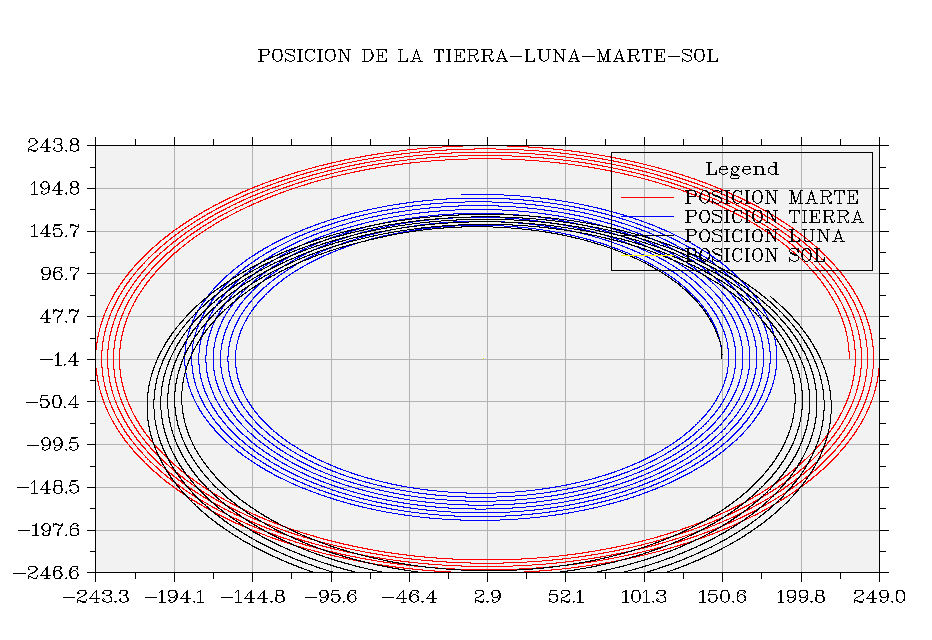 POSICION DE LA TIERRA-LUNA-MARTE-SOL
Legend
POSICION MARTE
POSICION TIERRA
POSICION LUNA
POSICION SOL
243.8
194.8
145.7
96.7
47.7
-1.4
-50.4
-99.5
-148.5
-197.6
-246.6
-243.3 -194.1 -144.8 -95.6 -46.4 2.9 52.1 101.3 150.6 199.8 249.0